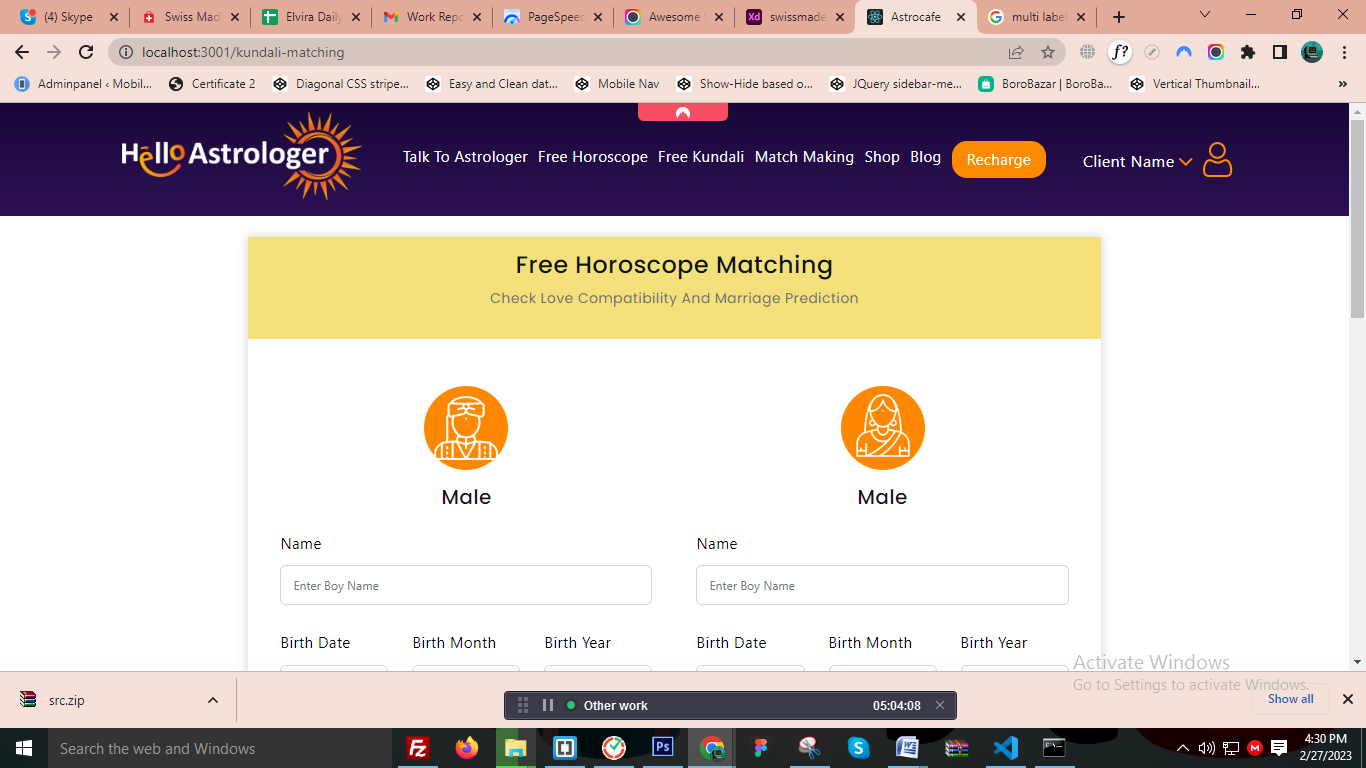 (4) Skype
Swiss Mad
Elvira Daily
Work Repo
PageSpeed
Awesome S
Xd
swissmade
Astrocafe
multi label
localhost:3001/kundali-matching
f?
Adminpanel ‹ Mobil...
Certificate 2
Diagonal CSS stripe...
Easy and Clean dat...
Mobile Nav
Show-Hide based o...
JQuery sidebar-me...
BoroBazar | BoroBa...
Vertical Thumbnail...
»
Hello Astrologer
Talk To Astrologer
Free Horoscope
Free Kundali
Match Making
Shop
Blog
Recharge
Client Name
Free Horoscope Matching
Check Love Compatibility And Marriage Prediction
Male
Male
Name
Name
Enter Boy Name
Enter Boy Name
Birth Date
Birth Month
Birth Year
Birth Date
Birth Month
Birth Year
Activate Windows
Go to Settings to activate Windows.
src.zip
Other work
05:04:08
Show all
Search the web and Windows
Fz
Ps
4:30 PM
2/27/2023